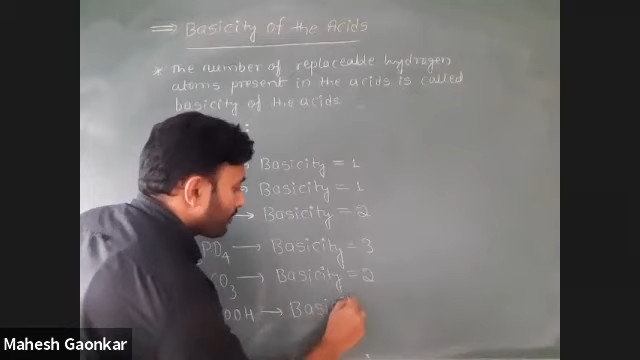 ⇒ Basicity of the Acids
* The number of replaceable hydrogen
atoms present in the acids is called
basicity of the acids
→ Basicity = 1
→ Basicity = 1
→ Basicity = 2
PO4 → Basicity = 3
CO3 → Basicity = 2
OOH → Basi
Mahesh Gaonkar